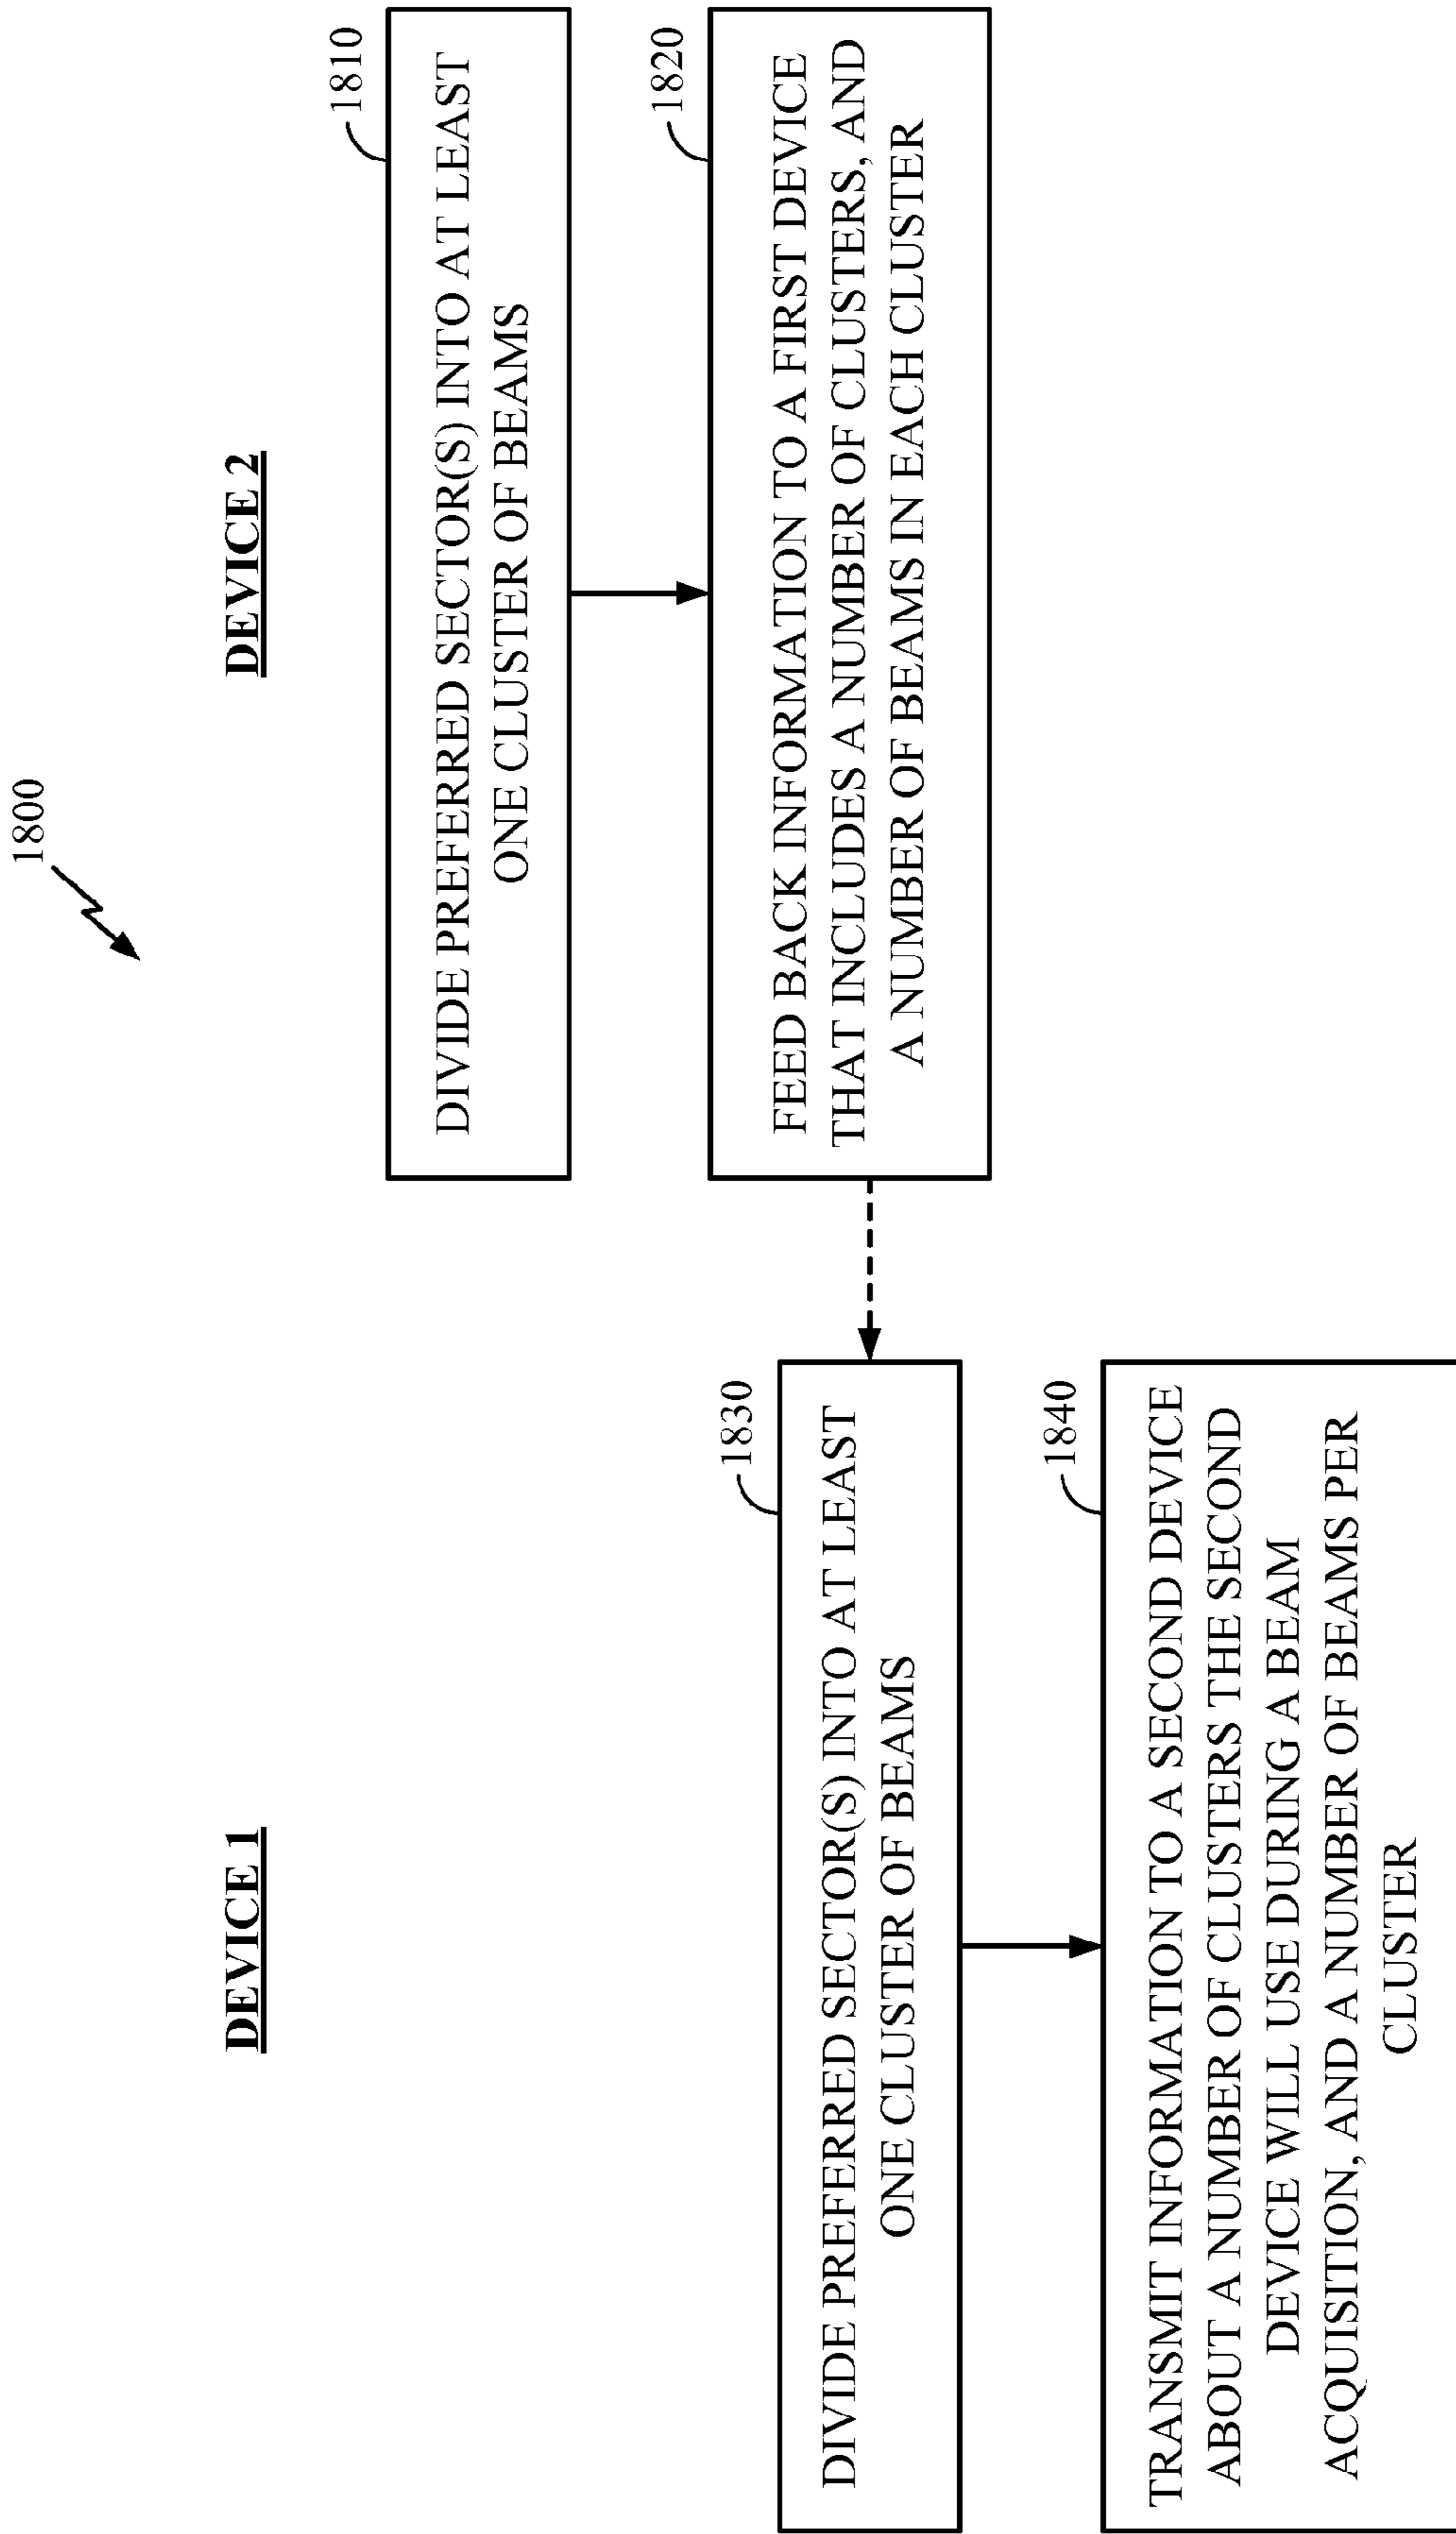 1800
DEVICE 1
DEVICE 2
1810
DIVIDE PREFERRED SECTOR(S) INTO AT LEAST
ONE CLUSTER OF BEAMS
1820
FEED BACK INFORMATION TO A FIRST DEVICE
THAT INCLUDES A NUMBER OF CLUSTERS, AND
A NUMBER OF BEAMS IN EACH CLUSTER
1830
DIVIDE PREFERRED SECTOR(S) INTO AT LEAST
ONE CLUSTER OF BEAMS
1840
TRANSMIT INFORMATION TO A SECOND DEVICE
ABOUT A NUMBER OF CLUSTERS THE SECOND
DEVICE WILL USE DURING A BEAM
ACQUISITION, AND A NUMBER OF BEAMS PER
CLUSTER